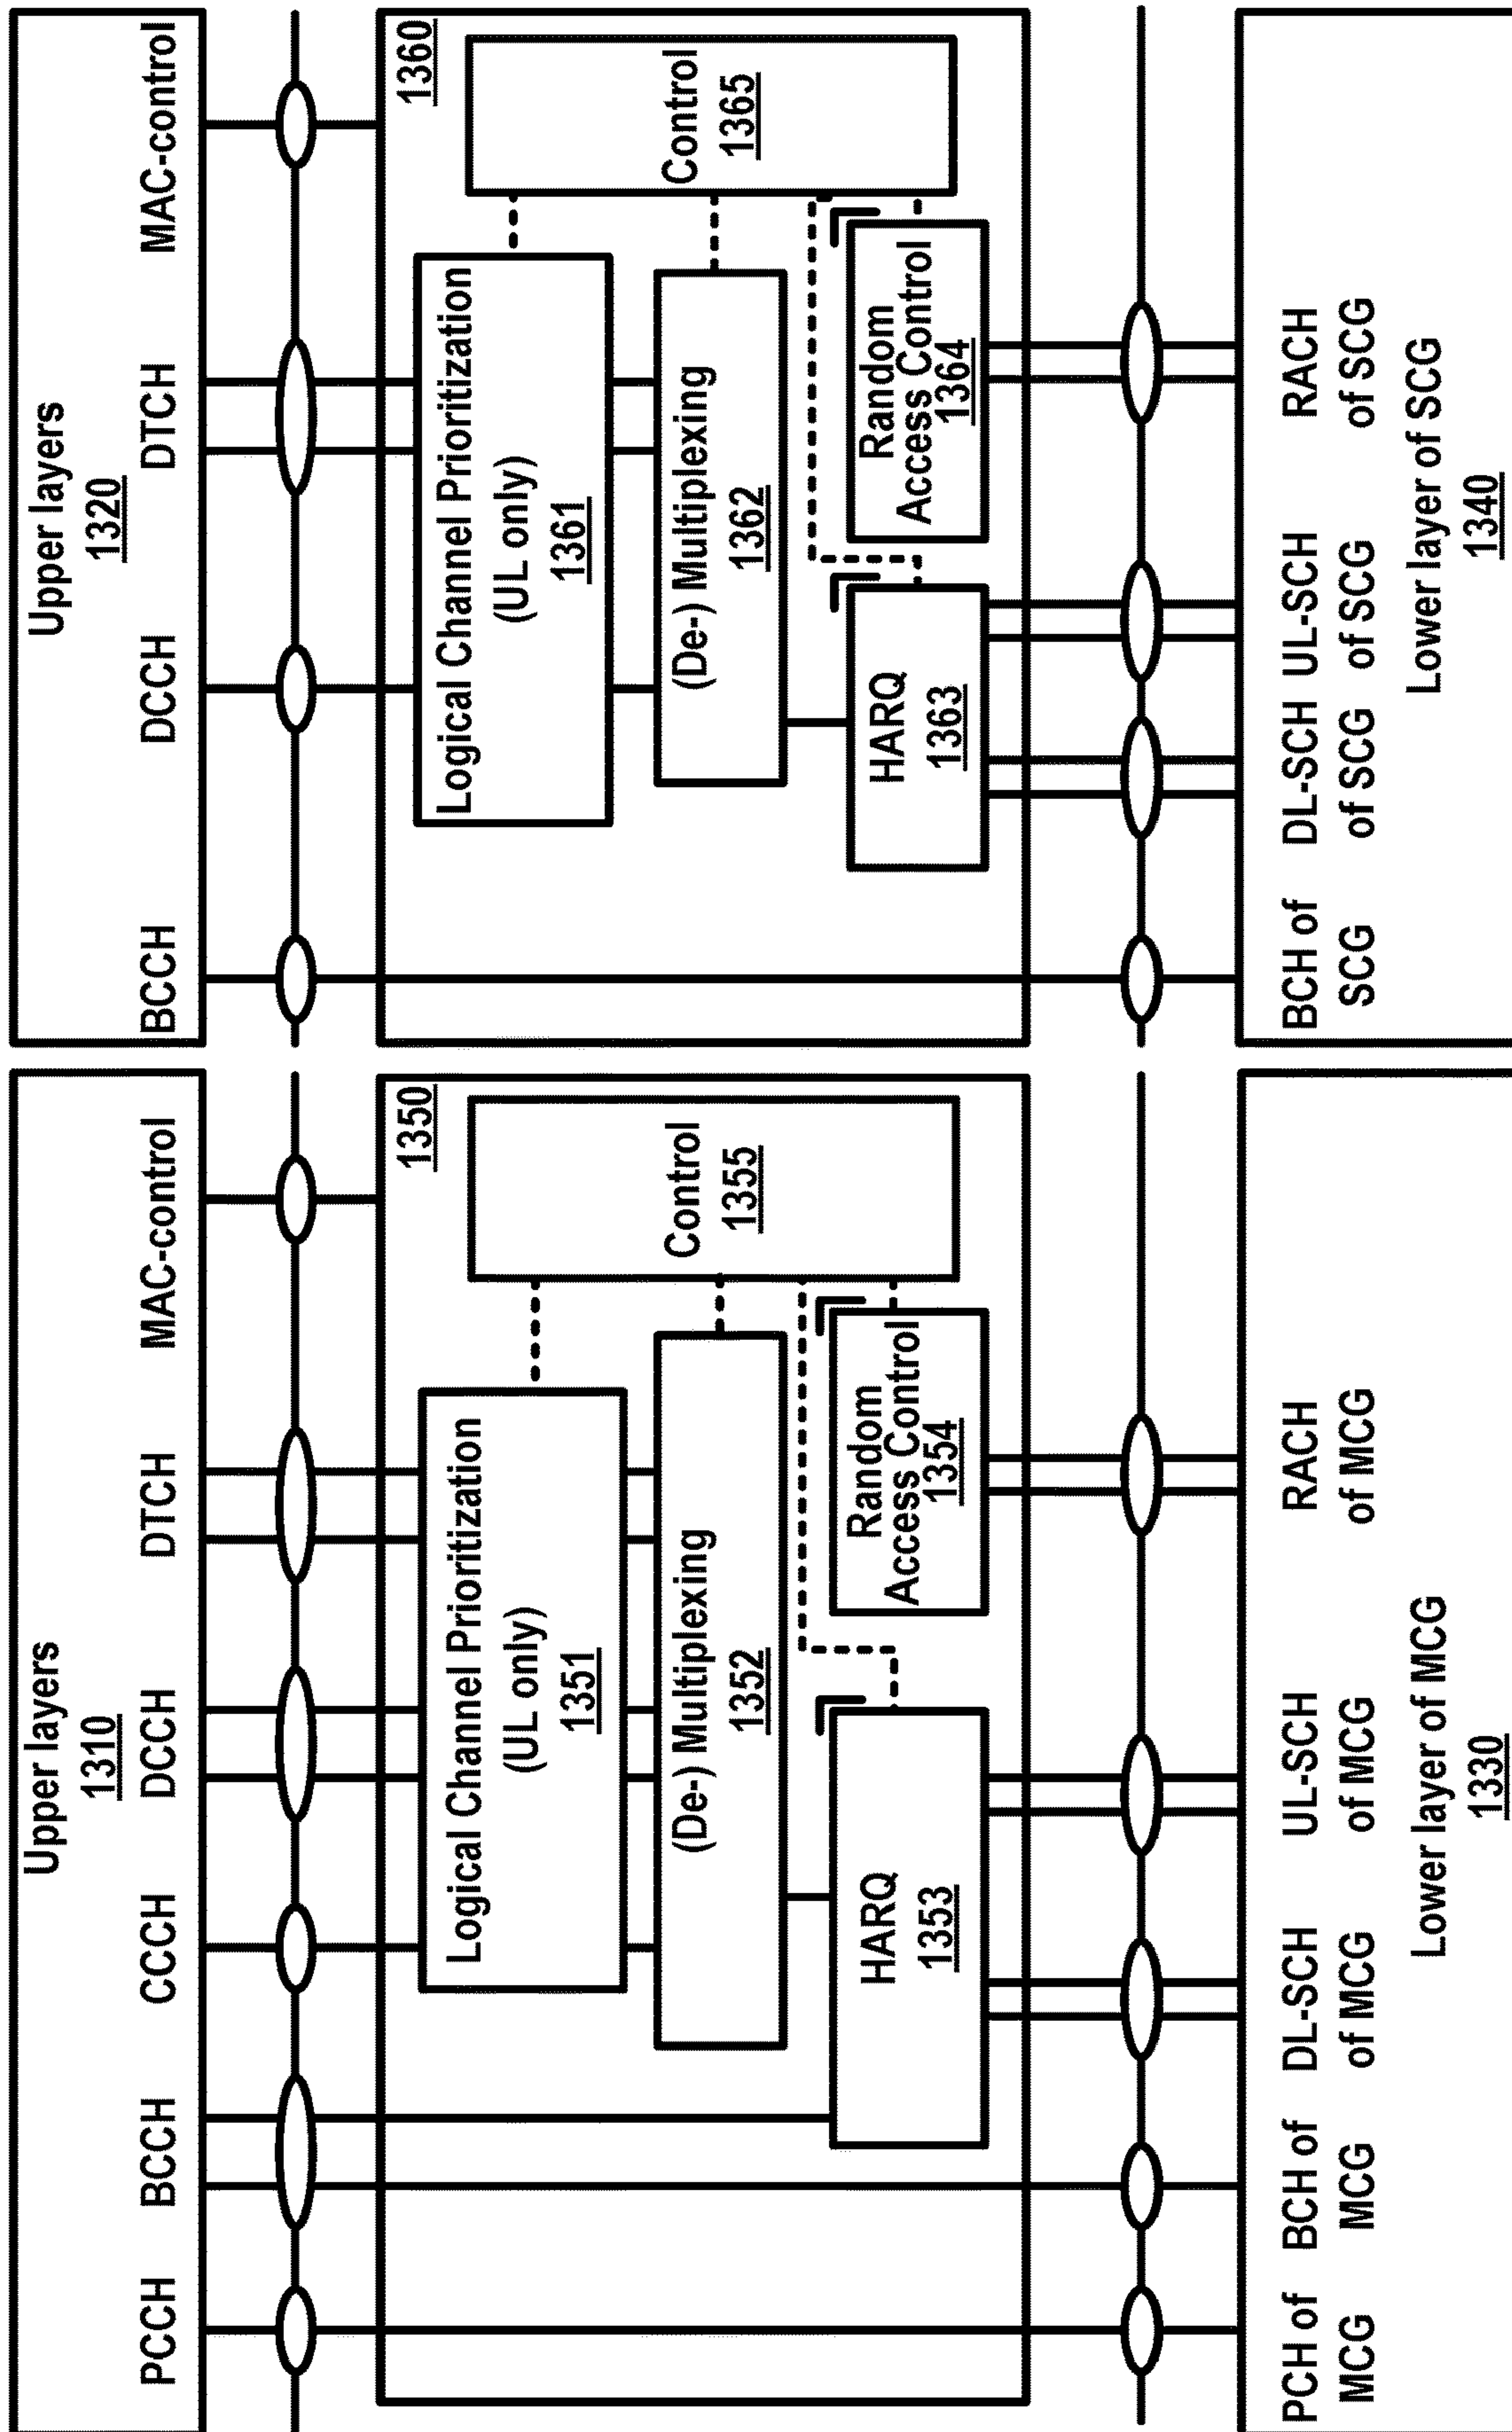 Upper layers
1310
PCCH BCCH CCCH DCCH DTCH MAC-control
1350
Logical Channel Prioritization
(UL only)
1351
(De-) Multiplexing
1352
HARQ
1353
Random
Access Control
1354
Control
1355
PCH of BCH of DL-SCH UL-SCH RACH
MCG MCG of MCG of MCG of MCG
Lower layer of MCG
1330
Upper layers
1320
BCCH DCCH DTCH MAC-control
1360
Logical Channel Prioritization
(UL only)
1361
(De-) Multiplexing
1362
HARQ
1363
Random
Access Control
1364
Control
1365
BCH of DL-SCH UL-SCH RACH
SCG of SCG of SCG of SCG
Lower layer of SCG
1340